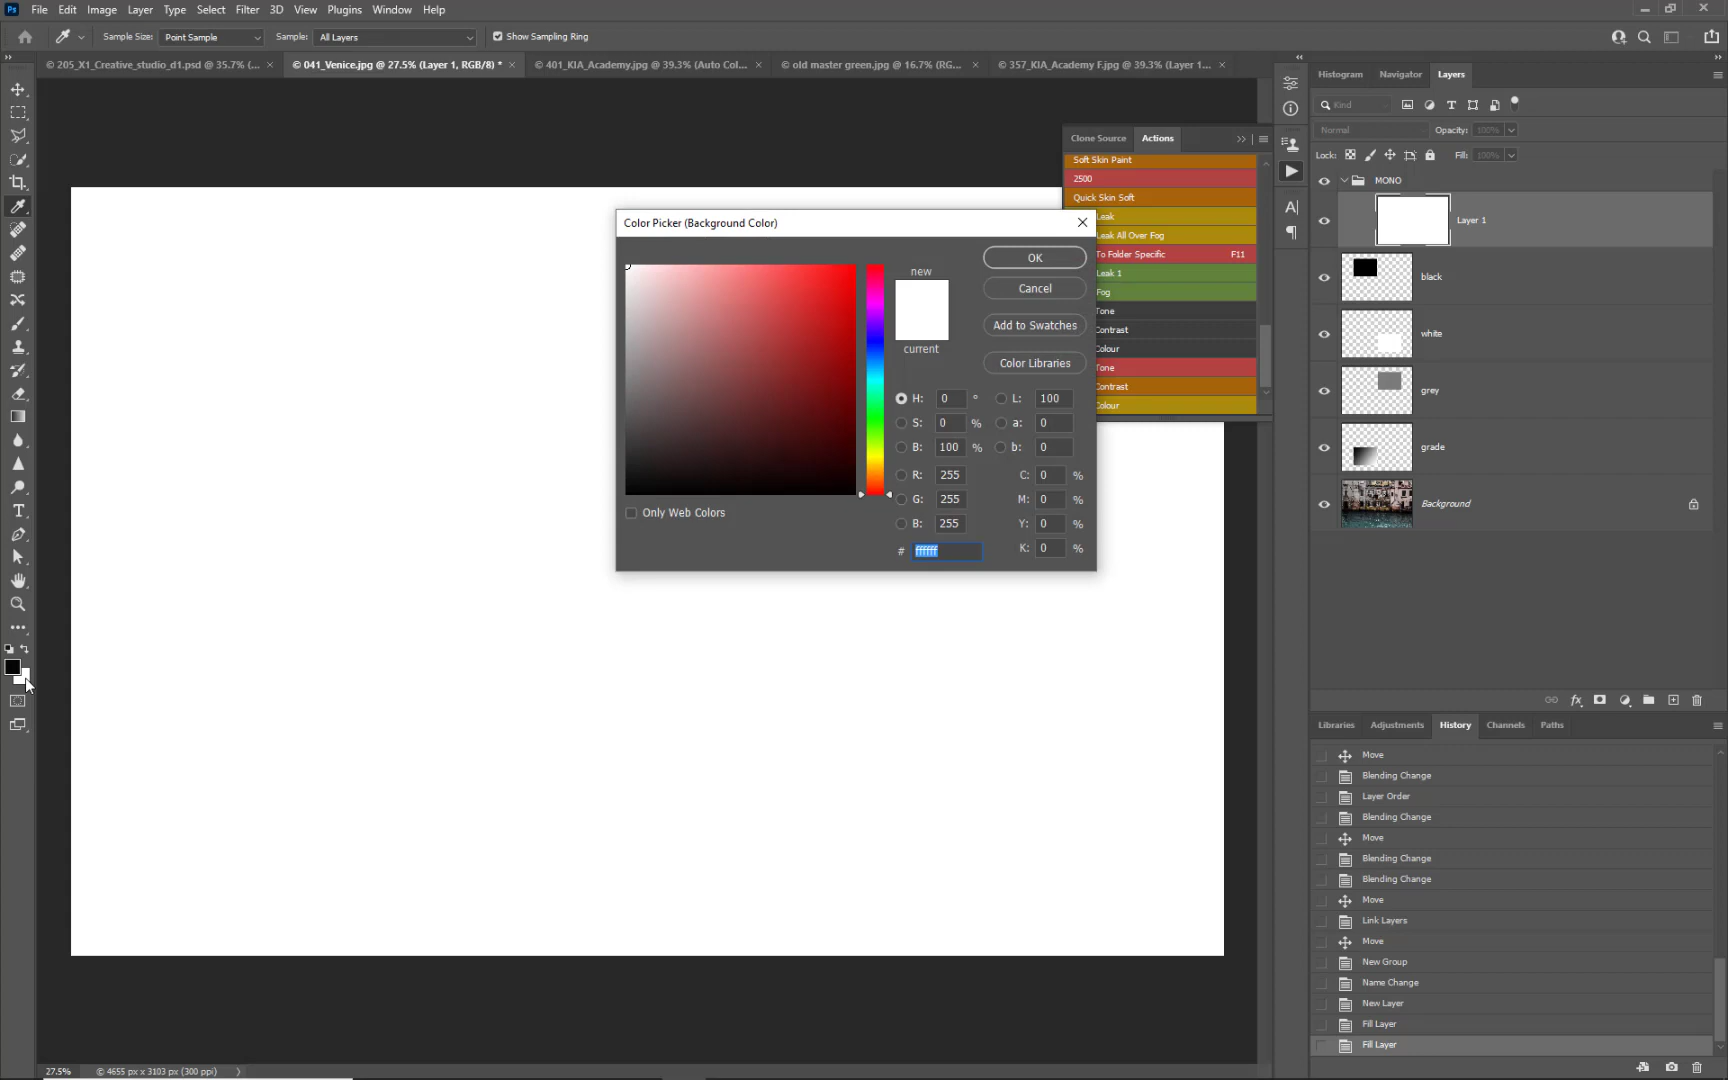 Ps File Edit Image Layer Type Select Filter 3D View Plugins Window Help
Sample Size: Point Sample Sample: All Layers Show Sampling Ring
© 205_X1_Creative_studio_d1.psd @ 35.7% (... © 041_Venice.jpg @ 27.5% (Layer 1, RGB/8) * © 401_KIA_Academy.jpg @ 39.3% (Auto Col... © old master green.jpg @ 16.7% (RG... © 357_KIA_Academy F.jpg @ 39.3% (Layer 1...
Histogram Navigator Layers
Kind
Normal Opacity: 100%
Lock: Fill: 100%
MONO
Layer 1
black
white
grey
grade
Background
Clone Source Actions
Soft Skin Paint
2500
Quick Skin Soft
Leak
Leak All Over Fog
To Folder Specific F11
Leak 1
Fog
Tone
Contrast
Colour
Tone
Contrast
Colour
Color Picker (Background Color)
new
current
OK
Cancel
Add to Swatches
Color Libraries
H: 0 ° L: 100
S: 0 % a: 0
B: 100 % b: 0
R: 255 C: 0 %
G: 255 M: 0 %
B: 255 Y: 0 %
# ffffff K: 0 %
Only Web Colors
Libraries Adjustments History Channels Paths
Move
Blending Change
Layer Order
Blending Change
Move
Blending Change
Blending Change
Move
Link Layers
Move
New Group
Name Change
New Layer
Fill Layer
Fill Layer
27.5% © 4655 px x 3103 px (300 ppi)